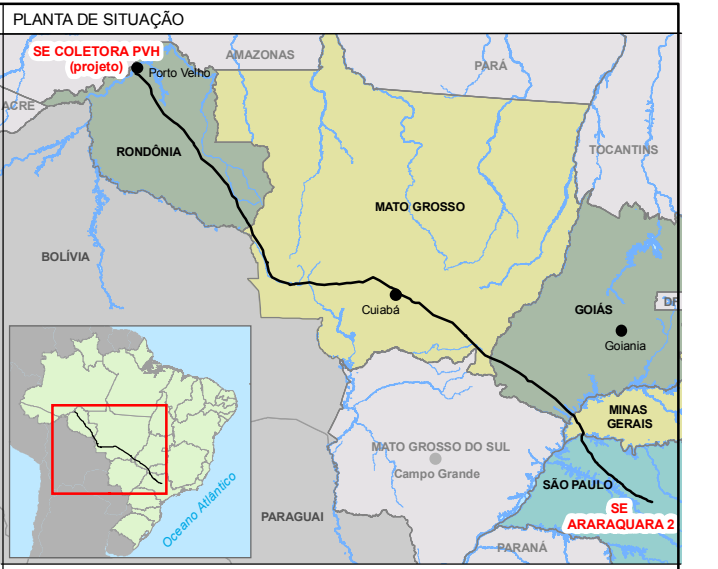 PLANTA DE SITUAÇÃO
SE COLETORA PVH
(projeto)
Porto Velho
AMAZONAS
PARÁ
ACRE
TOCANTINS
RONDÔNIA
MATO GROSSO
BOLÍVIA
Cuiabá
GOIÁS
DF
Goiania
MINAS
GERAIS
MATO GROSSO DO SUL
Campo Grande
SÃO PAULO
SE
ARARAQUARA 2
PARAGUAI
PARANÁ
Oceano Atlântico